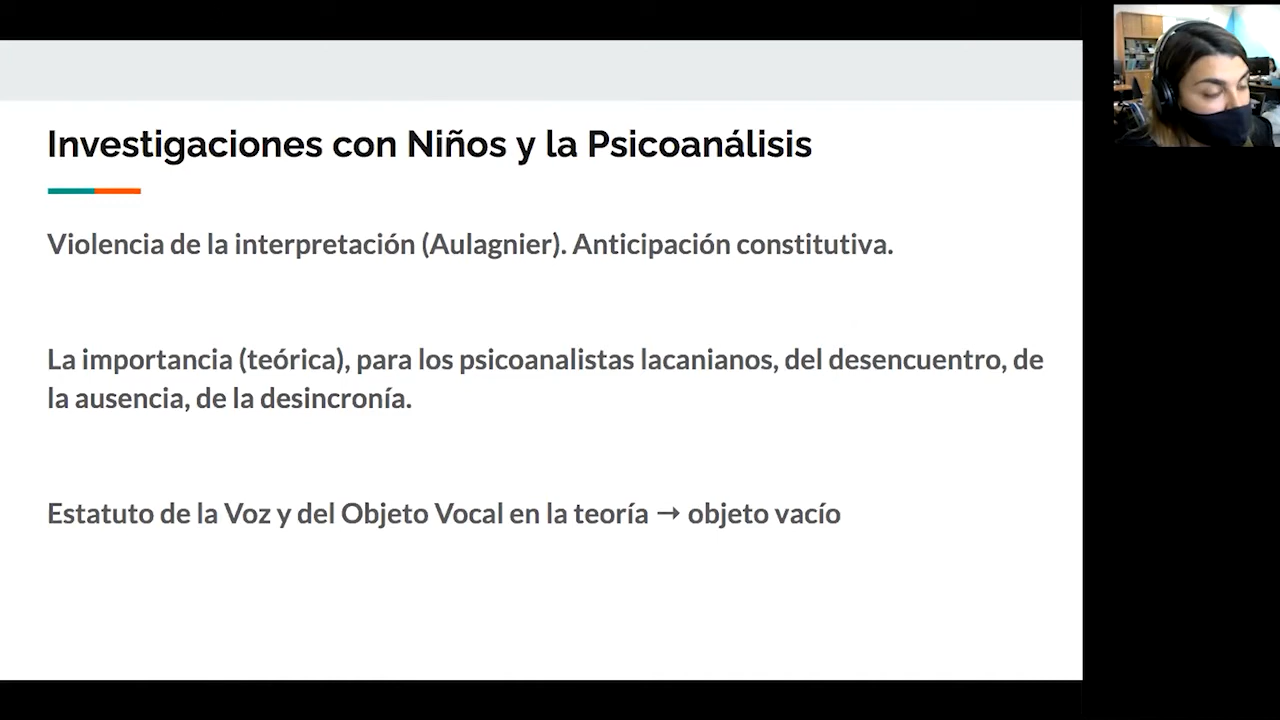 Investigaciones con Niños y la Psicoanálisis
Violencia de la interpretación (Aulagnier). Anticipación constitutiva.
La importancia (teórica), para los psicoanalistas lacanianos, del desencuentro, de
la ausencia, de la desincronía.
Estatuto de la Voz y del Objeto Vocal en la teoría → objeto vacío